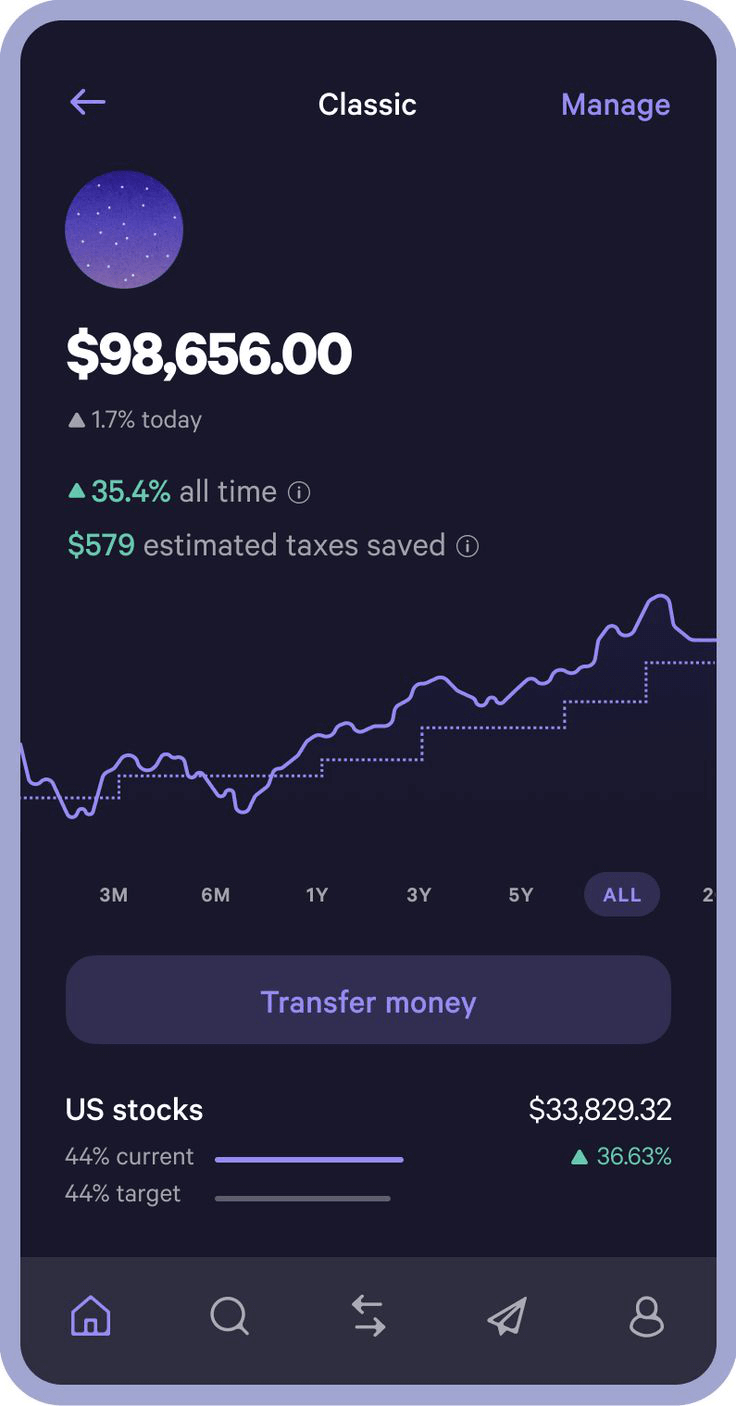 Classic Manage
$98,656.00
▲ 1.7% today
▲ 35.4% all time
$579 estimated taxes saved
3M 6M 1Y 3Y 5Y ALL 2
Transfer money
US stocks $33,829.32
44% current ▲ 36.63%
44% target